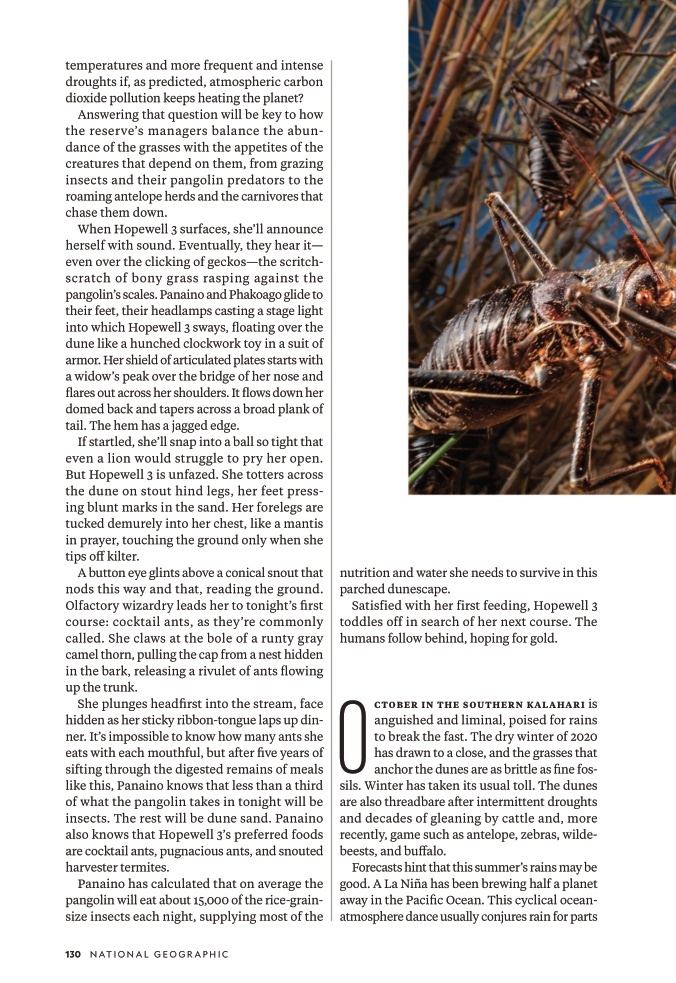 temperatures and more frequent and intense
droughts if, as predicted, atmospheric carbon
dioxide pollution keeps heating the planet?
Answering that question will be key to how
the reserve's managers balance the abun-
dance of the grasses with the appetites of the
creatures that depend on them, from grazing
insects and their pangolin predators to the
roaming antelope herds and the carnivores that
chase them down.
When Hopewell 3 surfaces, she'll announce
herself with sound. Eventually, they hear it—
even over the clicking of geckos—the scritch-
scratch of bony grass rasping against the
pangolin's scales. Panaino and Phakoago glide to
their feet, their headlamps casting a stage light
into which Hopewell 3 sways, floating over the
dune like a hunched clockwork toy in a suit of
armor. Her shield of articulated plates starts with
a widow's peak over the bridge of her nose and
flares out across her shoulders. It flows down her
domed back and tapers across a broad plank of
tail. The hem has a jagged edge.
If startled, she'll snap into a ball so tight that
even a lion would struggle to pry her open.
But Hopewell 3 is unfazed. She totters across
the dune on stout hind legs, her feet press-
ing blunt marks in the sand. Her forelegs are
tucked demurely into her chest, like a mantis
in prayer, touching the ground only when she
tips off kilter.
A button eye glints above a conical snout that
nods this way and that, reading the ground.
Olfactory wizardry leads her to tonight's first
course: cocktail ants, as they're commonly
called. She claws at the bole of a runty gray
camel thorn, pulling the cap from a nest hidden
in the bark, releasing a rivulet of ants flowing
up the trunk.
She plunges headfirst into the stream, face
hidden as her sticky ribbon-tongue laps up din-
ner. It's impossible to know how many ants she
eats with each mouthful, but after five years of
sifting through the digested remains of meals
like this, Panaino knows that less than a third
of what the pangolin takes in tonight will be
insects. The rest will be dune sand. Panaino
also knows that Hopewell 3's preferred foods
are cocktail ants, pugnacious ants, and snouted
harvester termites.
Panaino has calculated that on average the
pangolin will eat about 15,000 of the rice-grain-
size insects each night, supplying most of the
nutrition and water she needs to survive in this
parched dunescape.
Satisfied with her first feeding, Hopewell 3
toddles off in search of her next course. The
humans follow behind, hoping for gold.
OCTOBER IN THE SOUTHERN KALAHARI is
anguished and liminal, poised for rains
to break the fast. The dry winter of 2020
has drawn to a close, and the grasses that
anchor the dunes are as brittle as fine fos-
sils. Winter has taken its usual toll. The dunes
are also threadbare after intermittent droughts
and decades of gleaning by cattle and, more
recently, game such as antelope, zebras, wilde-
beests, and buffalo.
Forecasts hint that this summer's rains may be
good. A La Niña has been brewing half a planet
away in the Pacific Ocean. This cyclical ocean-
atmosphere dance usually conjures rain for parts
130 NATIONAL GEOGRAPHIC